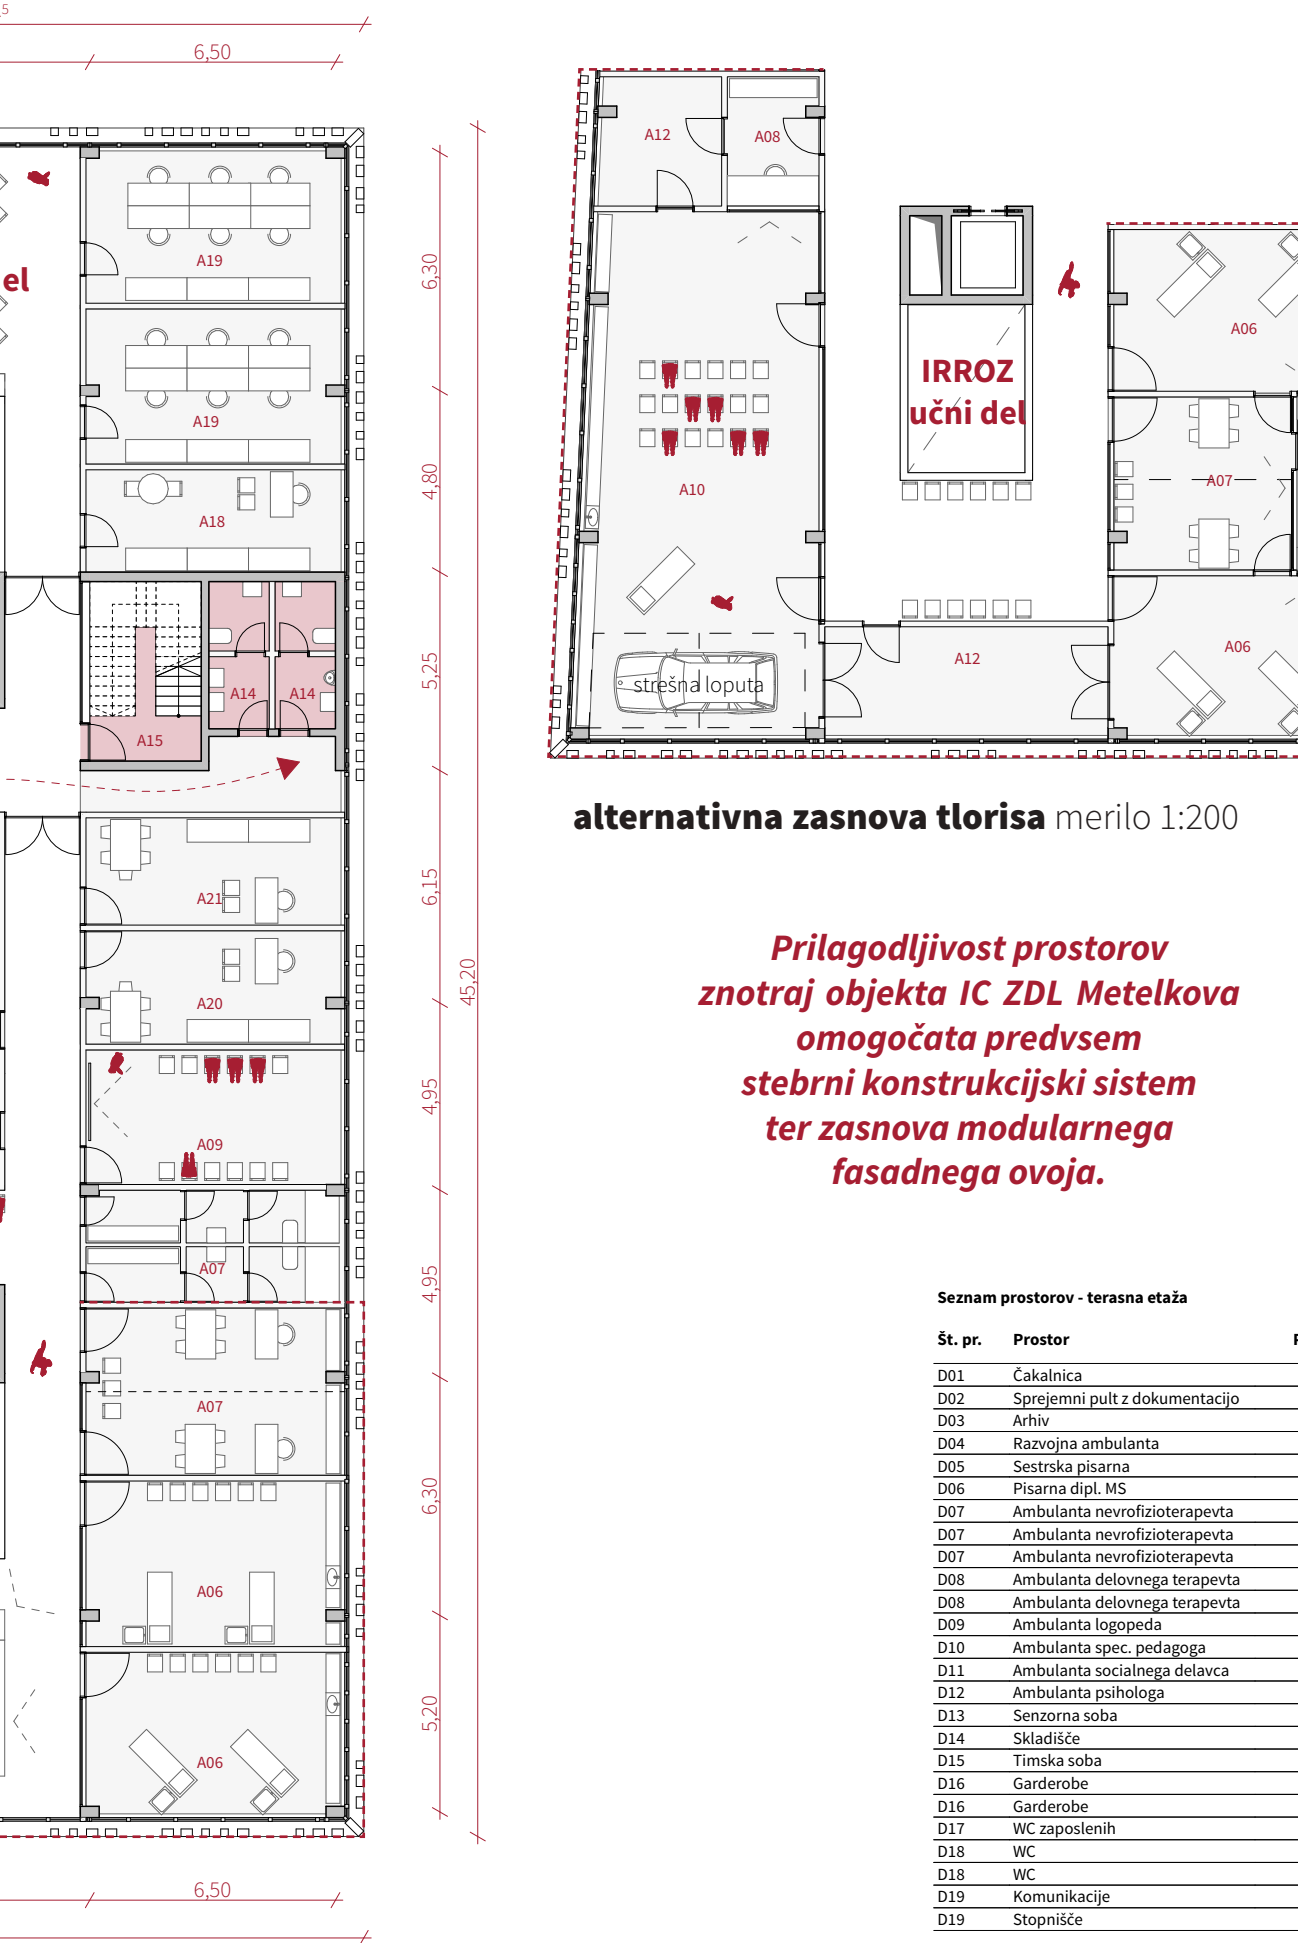 5
6,50
el
A19
A19
A18
A14
A14
A15
A21
A20
A09
A07
A07
A06
A06
6,50
6,30
4,80
5,25
6,15
4,95
4,95
6,30
5,20
45,20
A12
A08
A10
strešna loputa
IRROZ
učni del
A12
A06
A07
A06
alternativna zasnova tlorisa merilo 1:200
Prilagodljivost prostorov
znotraj objekta IC ZDL Metelkova
omogočata predvsem
stebrni konstrukcijski sistem
ter zasnova modularnega
fasadnega ovoja.
Seznam prostorov - terasna etaža
Št. pr. Prostor
D01 Čakalnica
D02 Sprejemni pult z dokumentacijo
D03 Arhiv
D04 Razvojna ambulanta
D05 Sestrska pisarna
D06 Pisarna dipl. MS
D07 Ambulanta nevrofizioterapevta
D07 Ambulanta nevrofizioterapevta
D07 Ambulanta nevrofizioterapevta
D08 Ambulanta delovnega terapevta
D08 Ambulanta delovnega terapevta
D09 Ambulanta logopeda
D10 Ambulanta spec. pedagoga
D11 Ambulanta socialnega delavca
D12 Ambulanta psihologa
D13 Senzorna soba
D14 Skladišče
D15 Timska soba
D16 Garderobe
D16 Garderobe
D17 WC zaposlenih
D18 WC
D18 WC
D19 Komunikacije
D19 Stopnišče